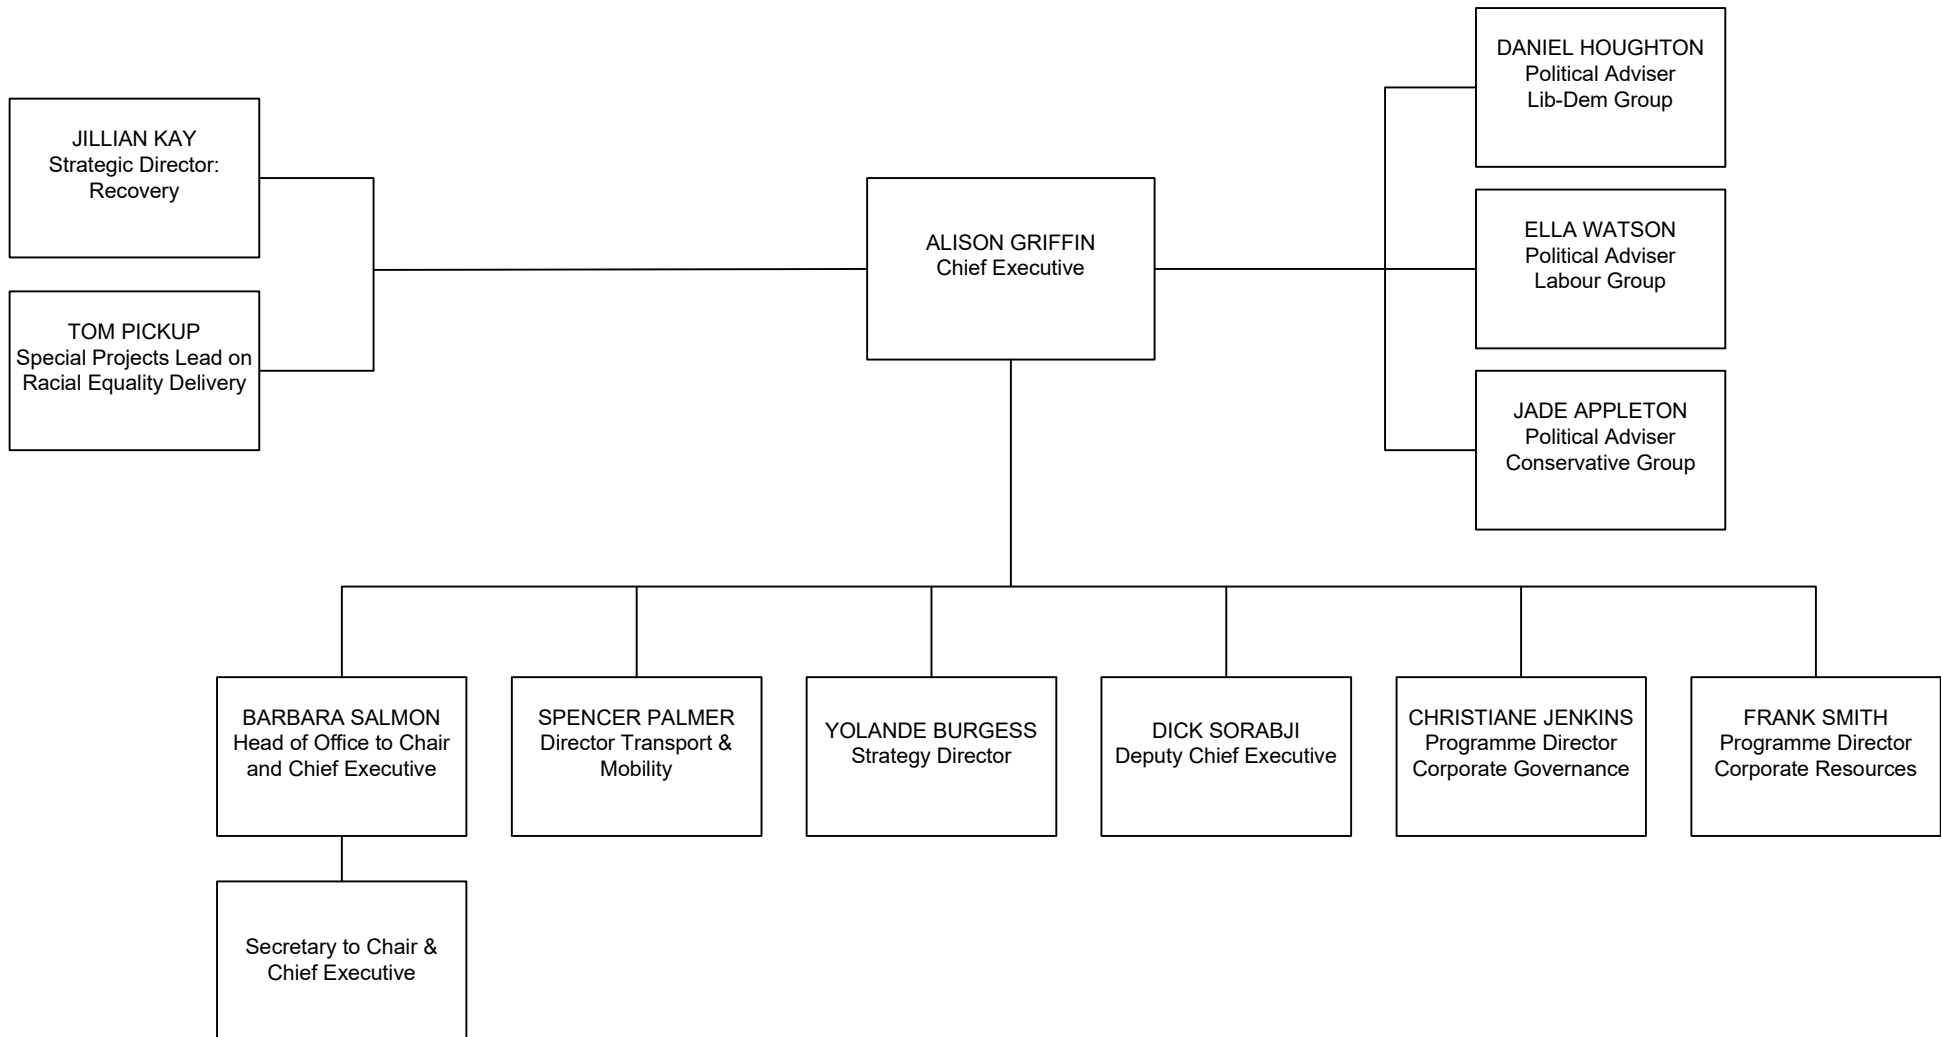 DANIEL HOUGHTON
Political Adviser
Lib-Dem Group
JILLIAN KAY
Strategic Director:
Recovery
ALISON GRIFFIN
Chief Executive
ELLA WATSON
Political Adviser
Labour Group
TOM PICKUP
Special Projects Lead on
Racial Equality Delivery
JADE APPLETON
Political Adviser
Conservative Group
BARBARA SALMON
Head of Office to Chair
and Chief Executive
SPENCER PALMER
Director Transport &
Mobility
YOLANDE BURGESS
Strategy Director
DICK SORABJI
Deputy Chief Executive
CHRISTIANE JENKINS
Programme Director
Corporate Governance
FRANK SMITH
Programme Director
Corporate Resources
Secretary to Chair &
Chief Executive